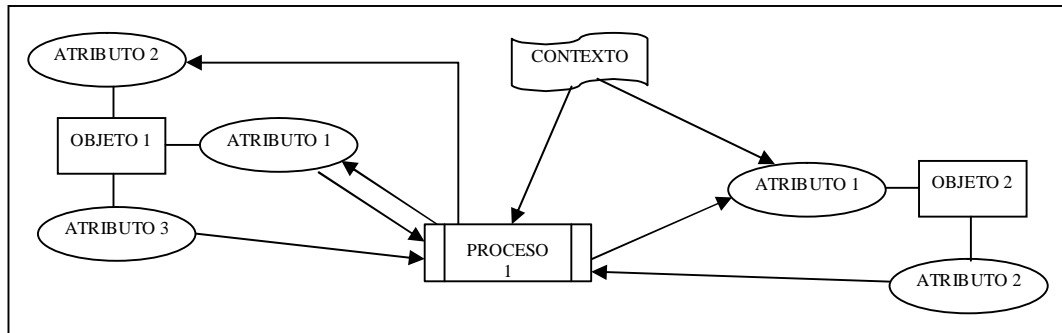 ATRIBUTO 2
CONTEXTO
OBJETO 1
ATRIBUTO 1
ATRIBUTO 1
OBJETO 2
ATRIBUTO 3
PROCESO
1
ATRIBUTO 2